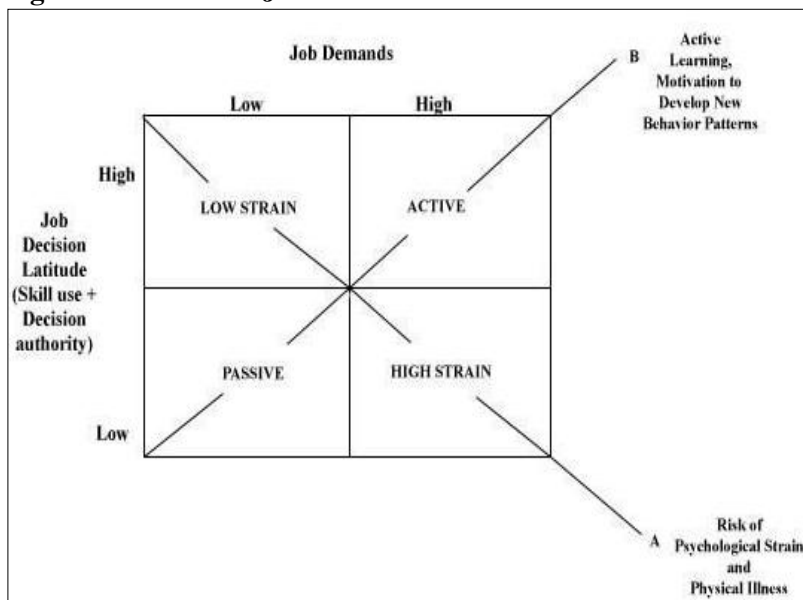 Job Demands
B
Active
Learning,
Motivation to
Develop New
Behavior Patterns
Low
High
High
LOW STRAIN
ACTIVE
Job
Decision
Latitude
(Skill use +
Decision
authority)
PASSIVE
HIGH STRAIN
Low
A
Risk of
Psychological Strain
and
Physical Illness